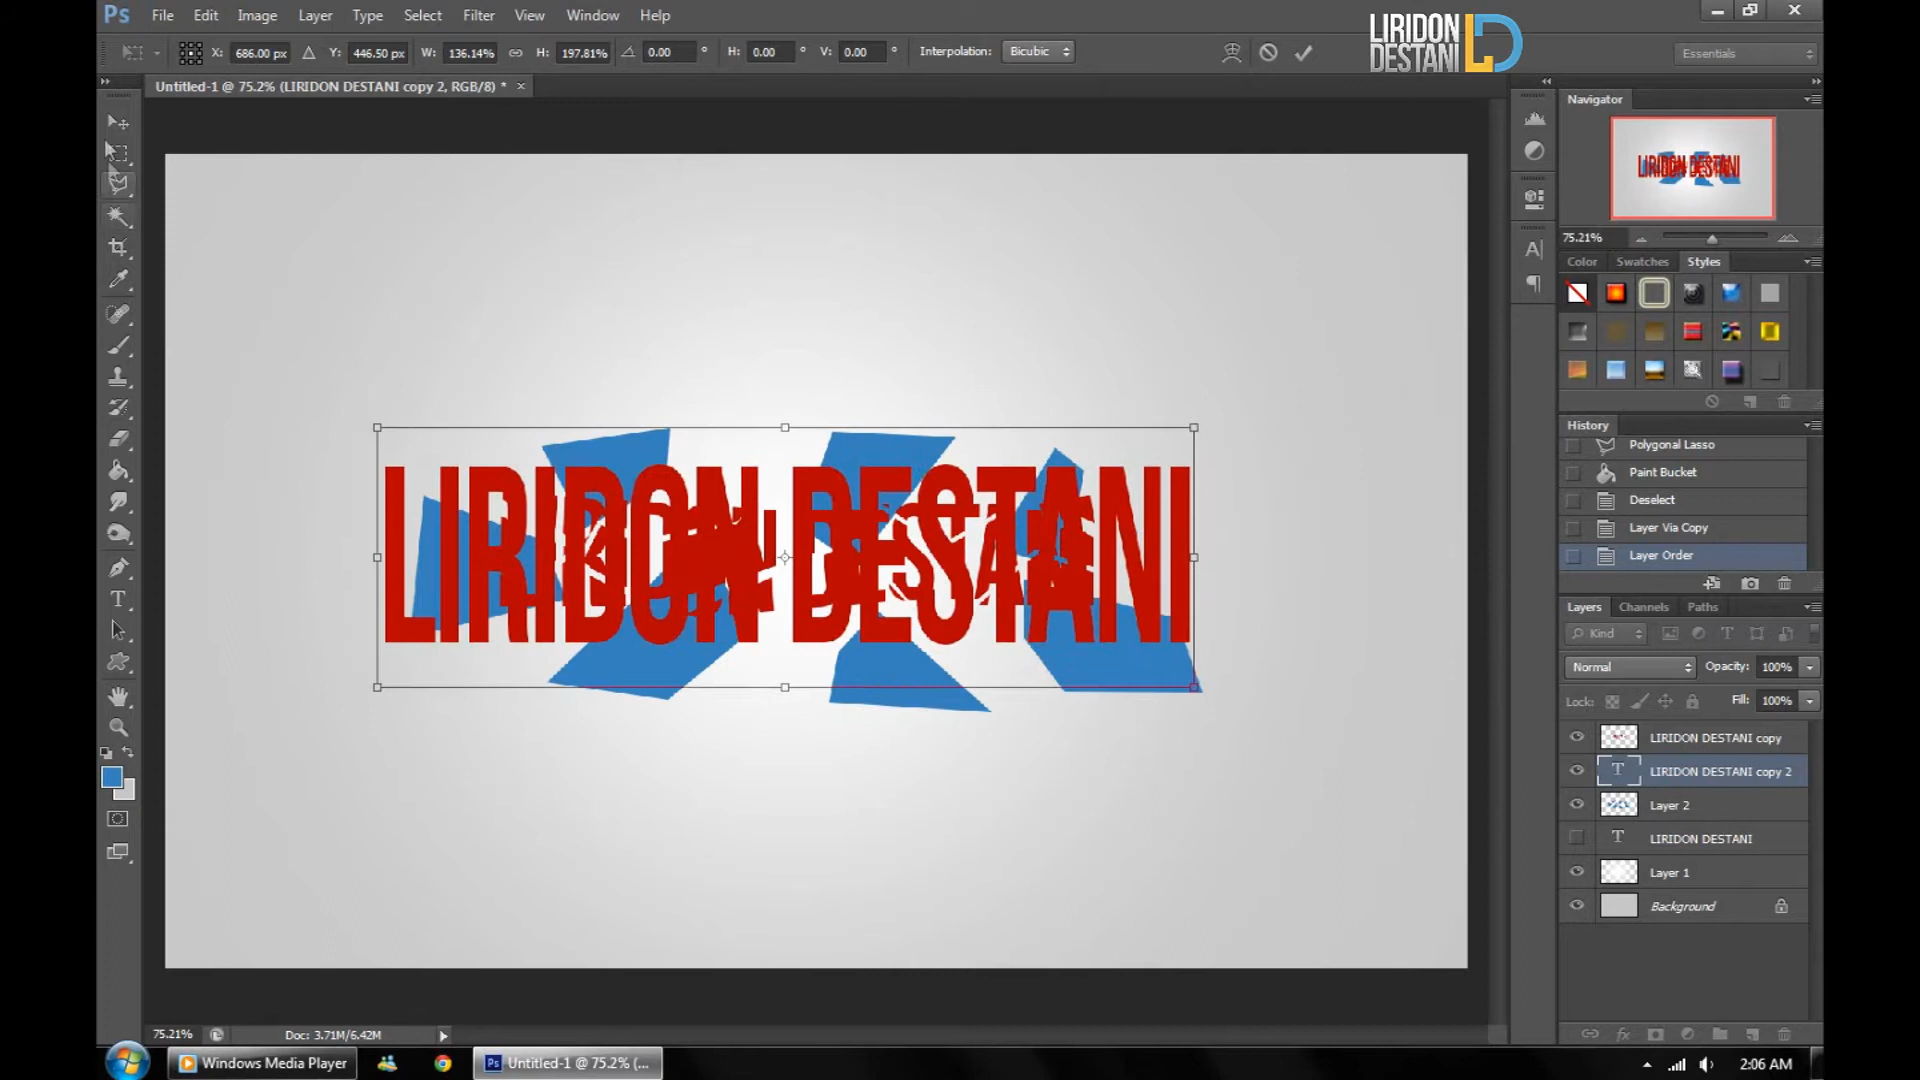 Ps File Edit Image Layer Type Select Filter View Window Help
LIRIDON
DESTANI
X: 686.00 px Y: 446.50 px W: 136.14% H: 197.81% 0.00 ° H: 0.00 ° V: 0.00 ° Interpolation: Bicubic
Essentials
Untitled-1 @ 75.2% (LIRIDON DESTANI copy 2, RGB/8) * ×
Navigator
LIRIDON DESTANI
75.21%
Color Swatches Styles
History
Polygonal Lasso
Paint Bucket
Deselect
Layer Via Copy
Layer Order
LIRIDON DESTANI
Layers Channels Paths
Kind
Normal Opacity: 100%
Lock: Fill: 100%
LIRIDON DESTANI copy
T LIRIDON DESTANI copy 2
Layer 2
T LIRIDON DESTANI
Layer 1
Background
fx
75.21% Doc: 3.71M/6.42M
Windows Media Player
Ps Untitled-1 @ 75.2% (...
2:06 AM